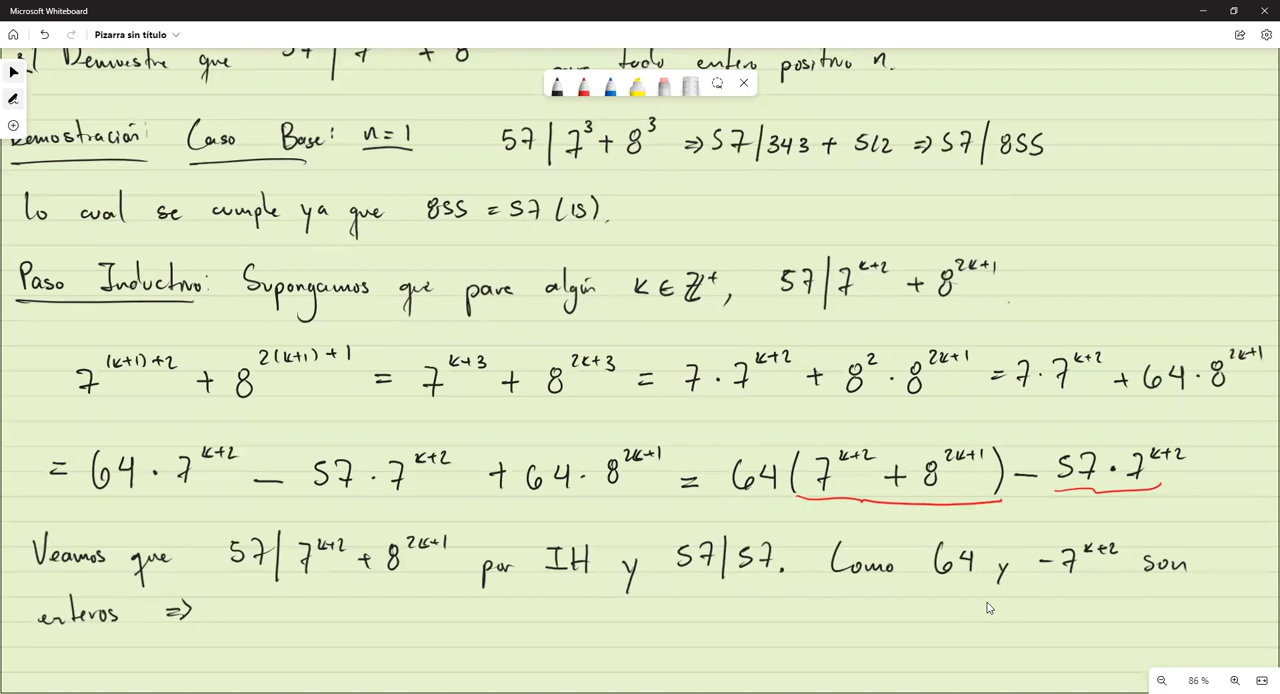 Microsoft Whiteboard
Pizarra sin título
Demuestre que 57 | 7 + 8 todo entero positivo n.
Demostración: Caso Base: n=1 57 | 7³ + 8³ ⇒ 57 | 343 + 512 ⇒ 57 | 855
lo cual se cumple ya que 855 = 57 (15).
Paso Inductivo: Supongamos que para algún k ∈ ℤ⁺, 57 | 7^{k+2} + 8^{2k+1}
7^{(k+1)+2} + 8^{2(k+1)+1} = 7^{k+3} + 8^{2k+3} = 7 · 7^{k+2} + 8² · 8^{2k+1} = 7 · 7^{k+2} + 64 · 8^{2k+1}
= 64 · 7^{k+2} − 57 · 7^{k+2} + 64 · 8^{2k+1} = 64 (7^{k+2} + 8^{2k+1}) − 57 · 7^{k+2}
Veamos que 57 | 7^{k+2} + 8^{2k+1} por IH y 57 | 57. Como 64 y −7^{k+2} son
enteros ⇒
86 %